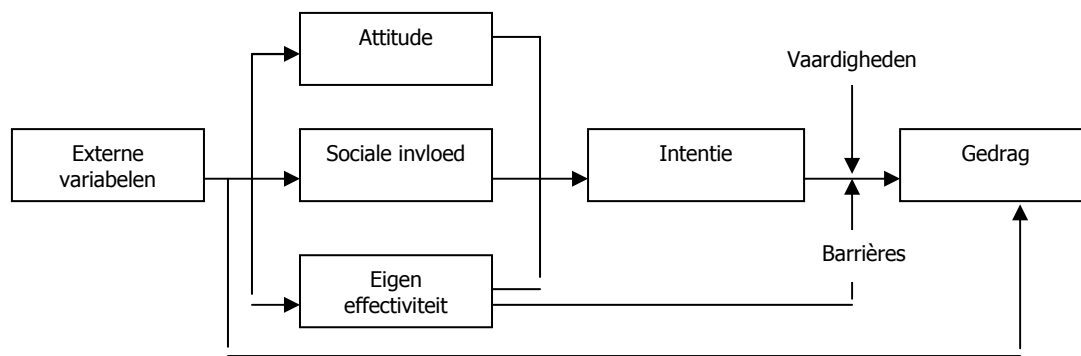 Attitude
Vaardigheden
Externe
variabelen
Sociale invloed
Intentie
Gedrag
Barrières
Eigen
effectiviteit